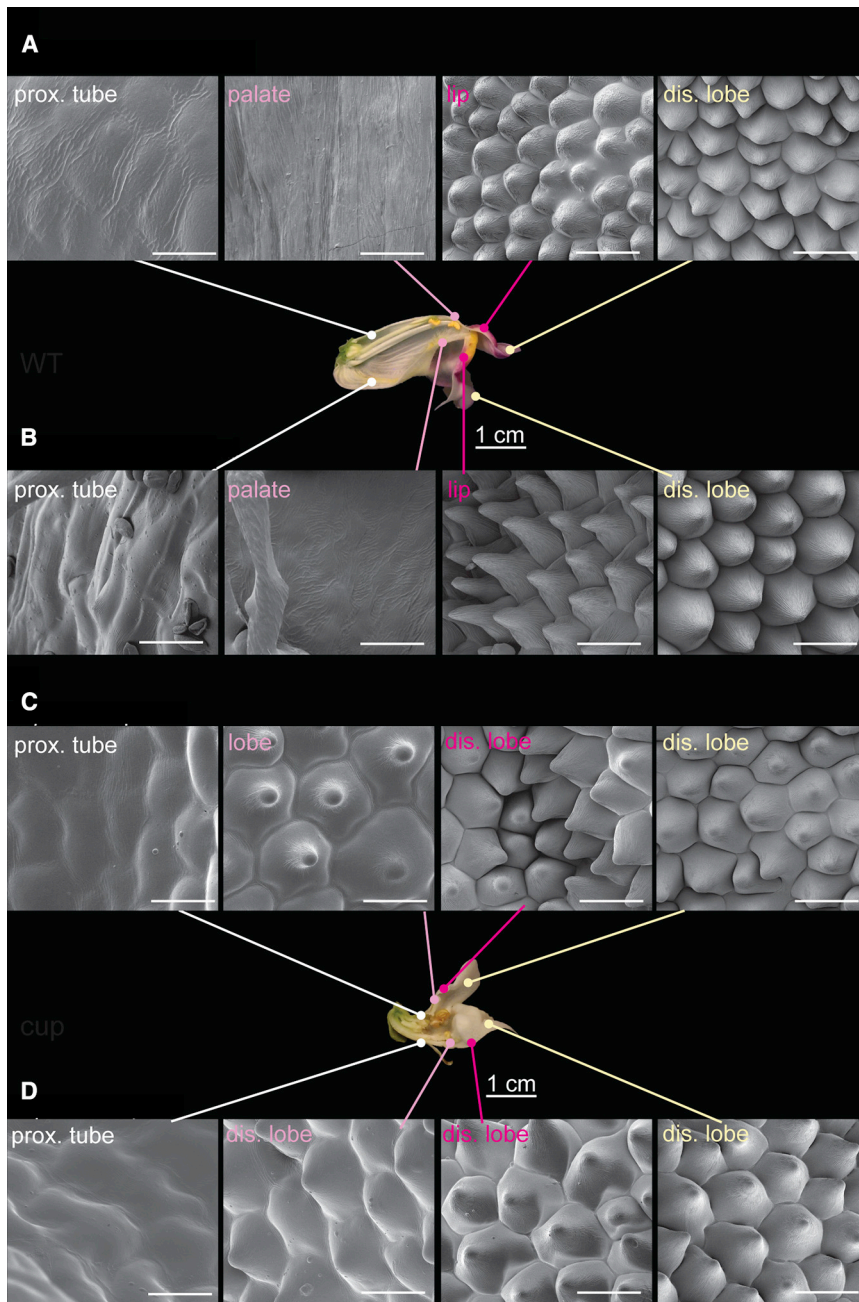 A
prox. tube palate lip dis. lobe
WT
1 cm
B
prox. tube palate lip dis. lobe
C
prox. tube lobe dis. lobe dis. lobe
cup
1 cm
D
prox. tube dis. lobe dis. lobe dis. lobe